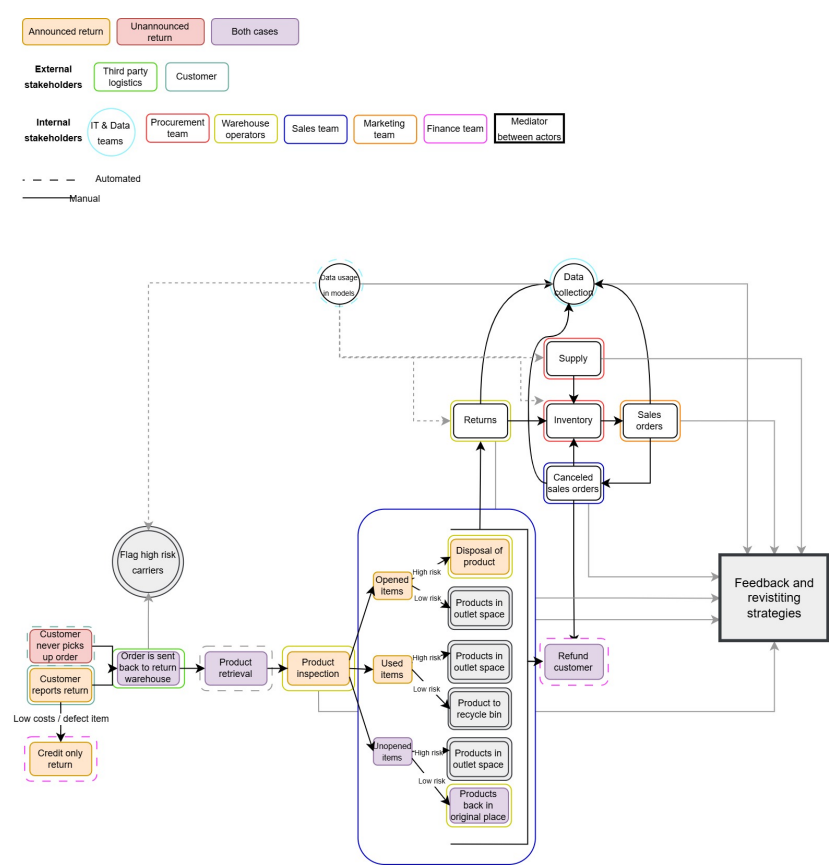 Announced return
Unannounced
return
Both cases
External
stakeholders
Third party
logistics
Customer
Internal
stakeholders
IT & Data
teams
Procurement
team
Warehouse
operators
Sales team
Marketing
team
Finance team
Mediator
between actors
Automated
Manual
Data usage
in models
Data
collection
Supply
Returns
Inventory
Sales
orders
Canceled
sales orders
Flag high risk
carriers
Feedback and
revistiting
strategies
Disposal of
product
High risk
Opened
items
Low risk
Products in
outlet space
Customer
never picks
up order
Order is sent
back to return
warehouse
Product
retrieval
Product
inspection
Used
items
High risk
Products in
outlet space
Refund
customer
Customer
reports return
Low risk
Product to
recycle bin
Low costs / defect item
Credit only
return
Unopened
items
High risk
Products in
outlet space
Low risk
Products
back in
original place